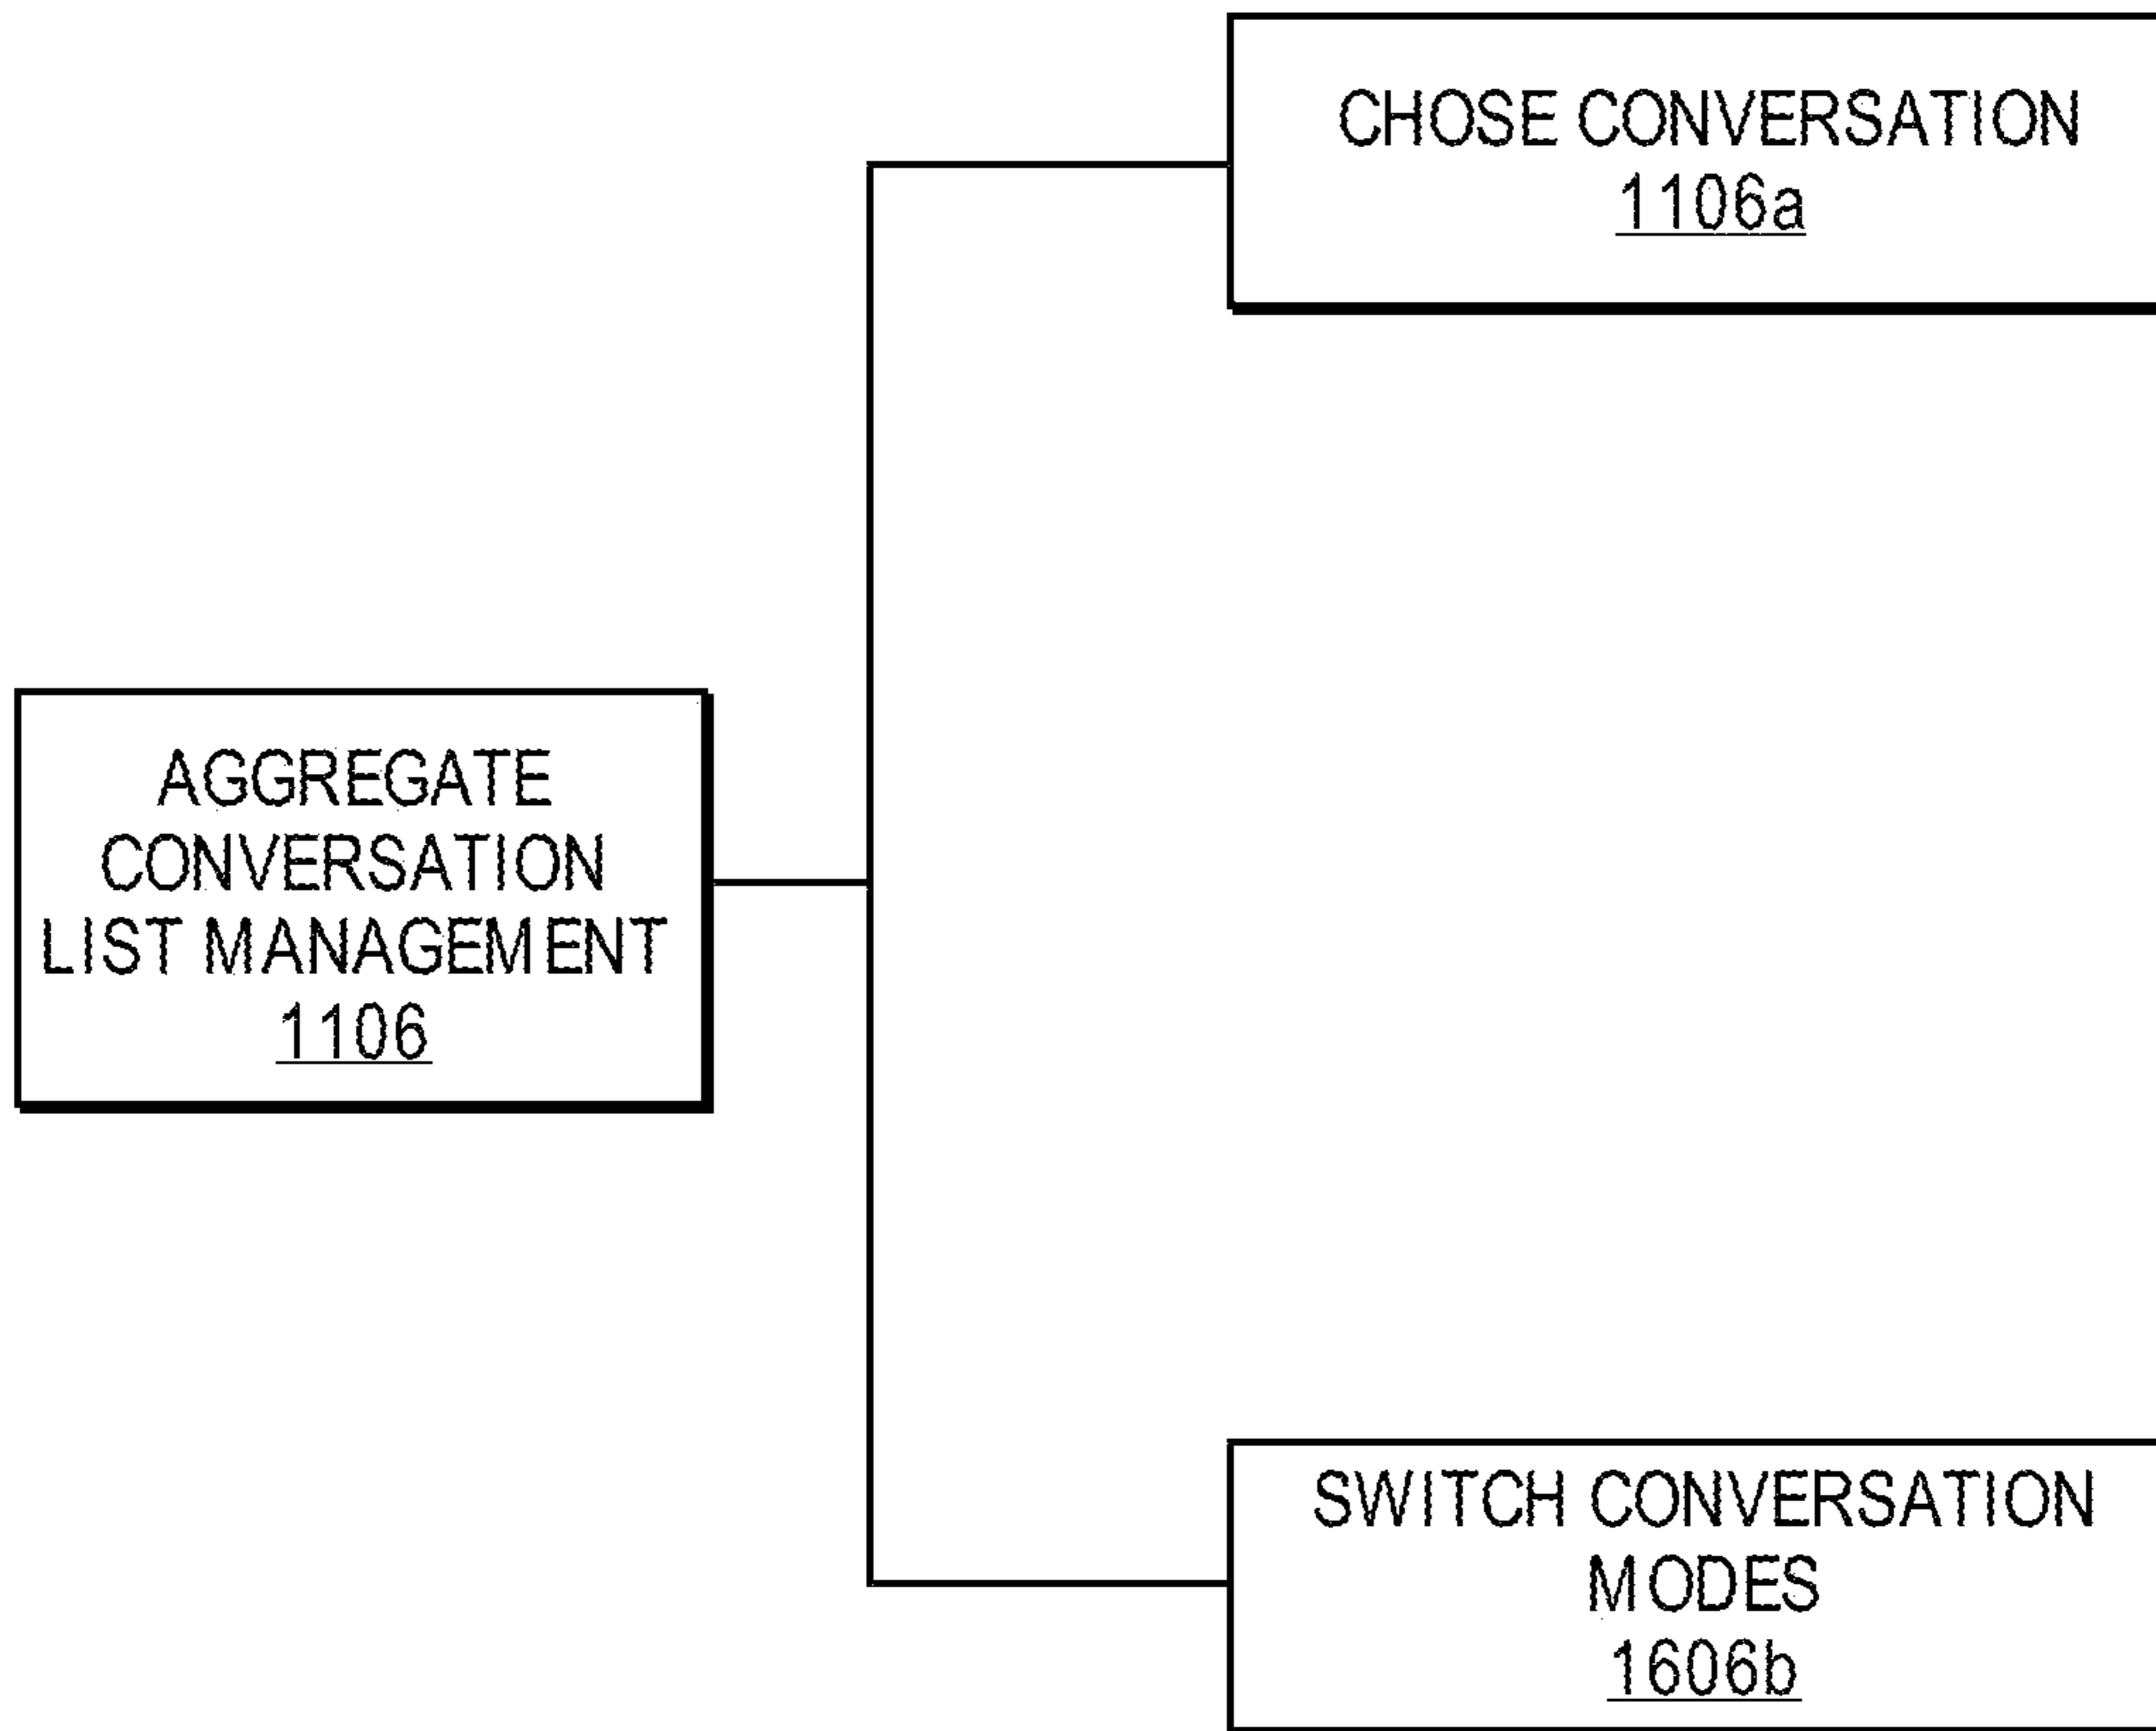 CHOSE CONVERSATION
1106a
AGGREGATE
CONVERSATION
LIST MANAGEMENT
1106
SWITCH CONVERSATION
MODES
1606b